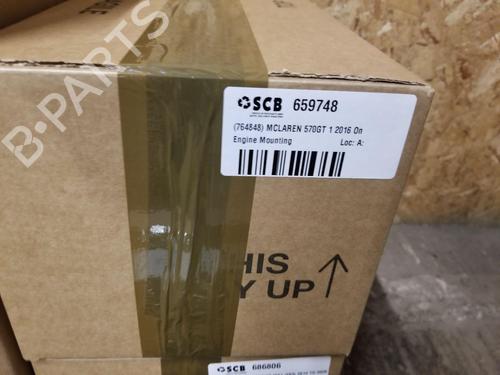 SCB 659748
(764848) MCLAREN 570GT 1 2016 On
Engine Mounting Loc: A:
HIS
Y UP
SCB 686806
B-Parts